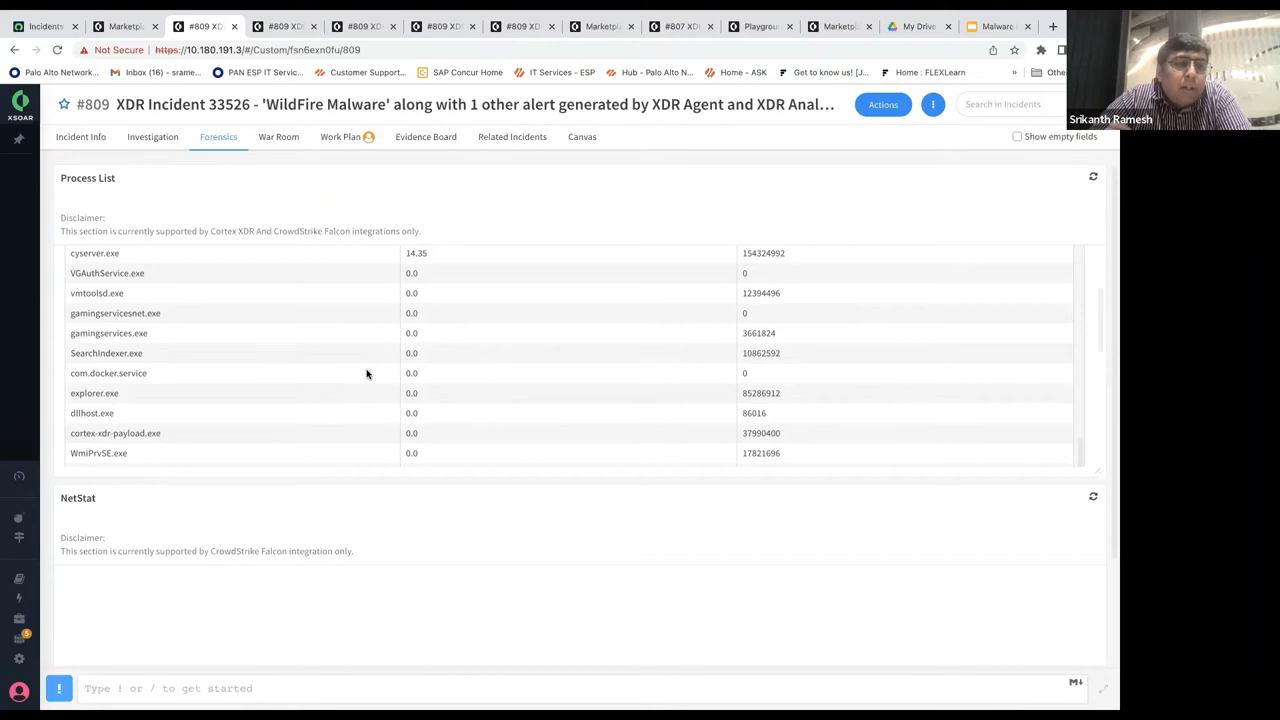 Incidents
Marketpl
#809 XD
#809 XD
#809 XD
#809 XD
#809 XD
Marketpl
#807 XD
Playgrou
Marketpl
My Drive
Malware
Not Secure
https://10.180.191.3/#/Custom/fsn6exn0fu/809
Palo Alto Network...
Inbox (16) - srame...
PAN ESP IT Servic...
Customer Support...
SAP Concur Home
IT Services - ESP
Hub - Palo Alto N...
Home - ASK
Get to know us! [J...
Home : FLEXLearn
»
Othe
Srikanth Ramesh
XSOAR
#809 XDR Incident 33526 - 'WildFire Malware' along with 1 other alert generated by XDR Agent and XDR Anal...
Actions
Search in Incidents
Incident Info
Investigation
Forensics
War Room
Work Plan
Evidence Board
Related Incidents
Canvas
Show empty fields
Process List
Disclaimer:
This section is currently supported by Cortex XDR And CrowdStrike Falcon integrations only.
cyserver.exe 14.35 154324992
VGAuthService.exe 0.0 0
vmtoolsd.exe 0.0 12394496
gamingservicesnet.exe 0.0 0
gamingservices.exe 0.0 3661824
SearchIndexer.exe 0.0 10862592
com.docker.service 0.0 0
explorer.exe 0.0 85286912
dllhost.exe 0.0 86016
cortex-xdr-payload.exe 0.0 37990400
WmiPrvSE.exe 0.0 17821696
NetStat
Disclaimer:
This section is currently supported by CrowdStrike Falcon integration only.
5
!
Type ! or / to get started
M↓